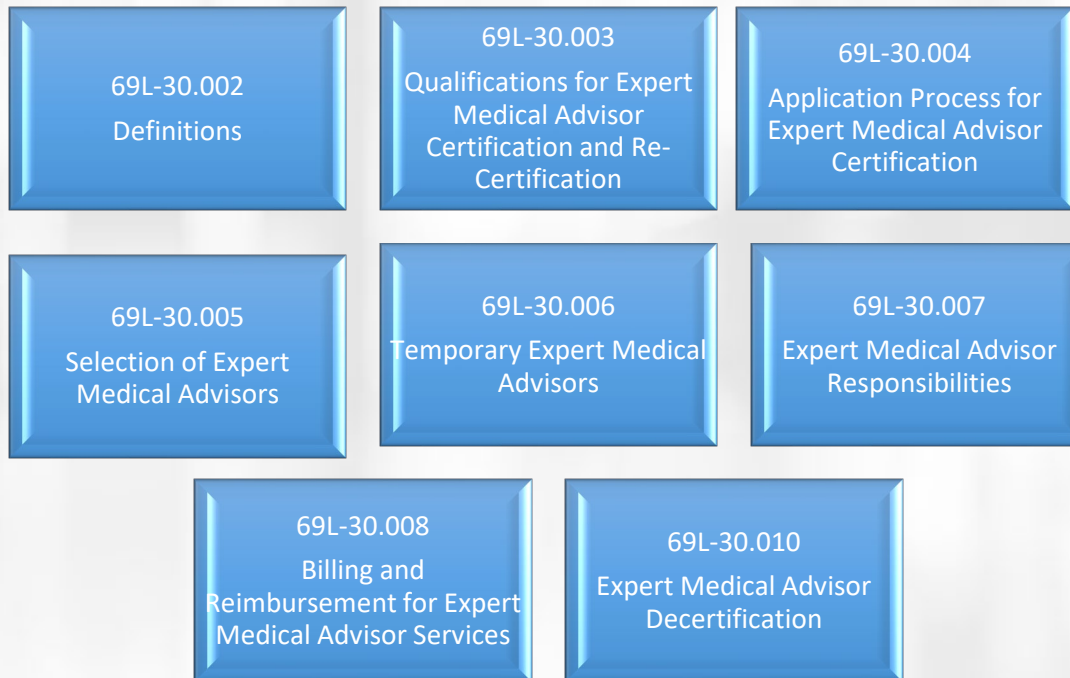 69L-30.002
Definitions
69L-30.003
Qualifications for Expert
Medical Advisor
Certification and Re-
Certification
69L-30.004
Application Process for
Expert Medical Advisor
Certification
69L-30.005
Selection of Expert
Medical Advisors
69L-30.006
Temporary Expert Medical
Advisors
69L-30.007
Expert Medical Advisor
Responsibilities
69L-30.008
Billing and
Reimbursement for Expert
Medical Advisor Services
69L-30.010
Expert Medical Advisor
Decertification